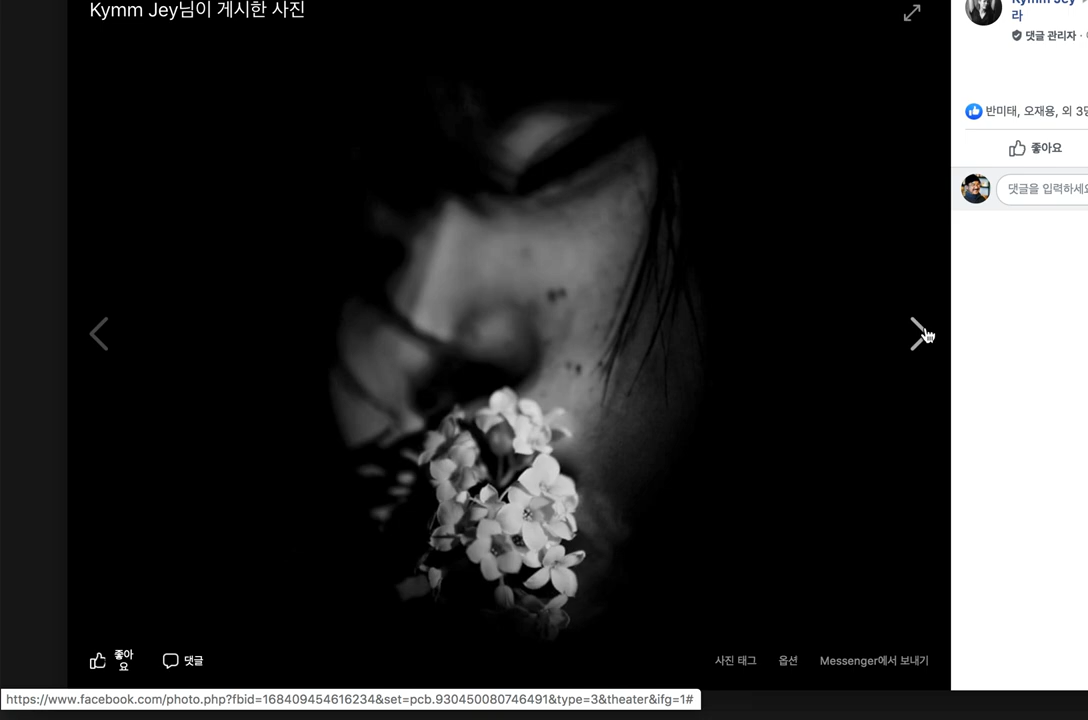 Kymm Jey님이 게시한 사진
Kymm Jey
라
댓글 관리자 ·
반미태, 오재용, 외 3명
좋아요
댓글을 입력하세요
좋아
요
댓글
사진 태그
옵션
Messenger에서 보내기
https://www.facebook.com/photo.php?fbid=168409454616234&set=pcb.930450080746491&type=3&theater&ifg=1#